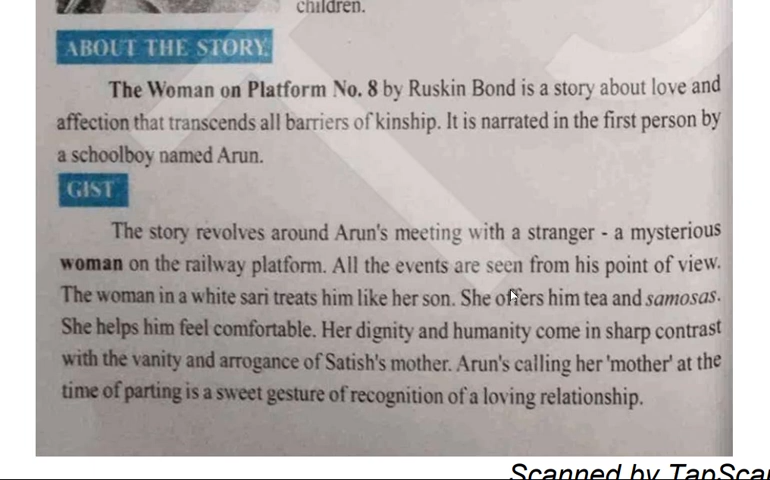 children.
ABOUT THE STORY
The Woman on Platform No. 8 by Ruskin Bond is a story about love and
affection that transcends all barriers of kinship. It is narrated in the first person by
a schoolboy named Arun.
GIST
The story revolves around Arun's meeting with a stranger - a mysterious
woman on the railway platform. All the events are seen from his point of view.
The woman in a white sari treats him like her son. She offers him tea and samosas.
She helps him feel comfortable. Her dignity and humanity come in sharp contrast
with the vanity and arrogance of Satish's mother. Arun's calling her 'mother' at the
time of parting is a sweet gesture of recognition of a loving relationship.
Scanned by TapScan